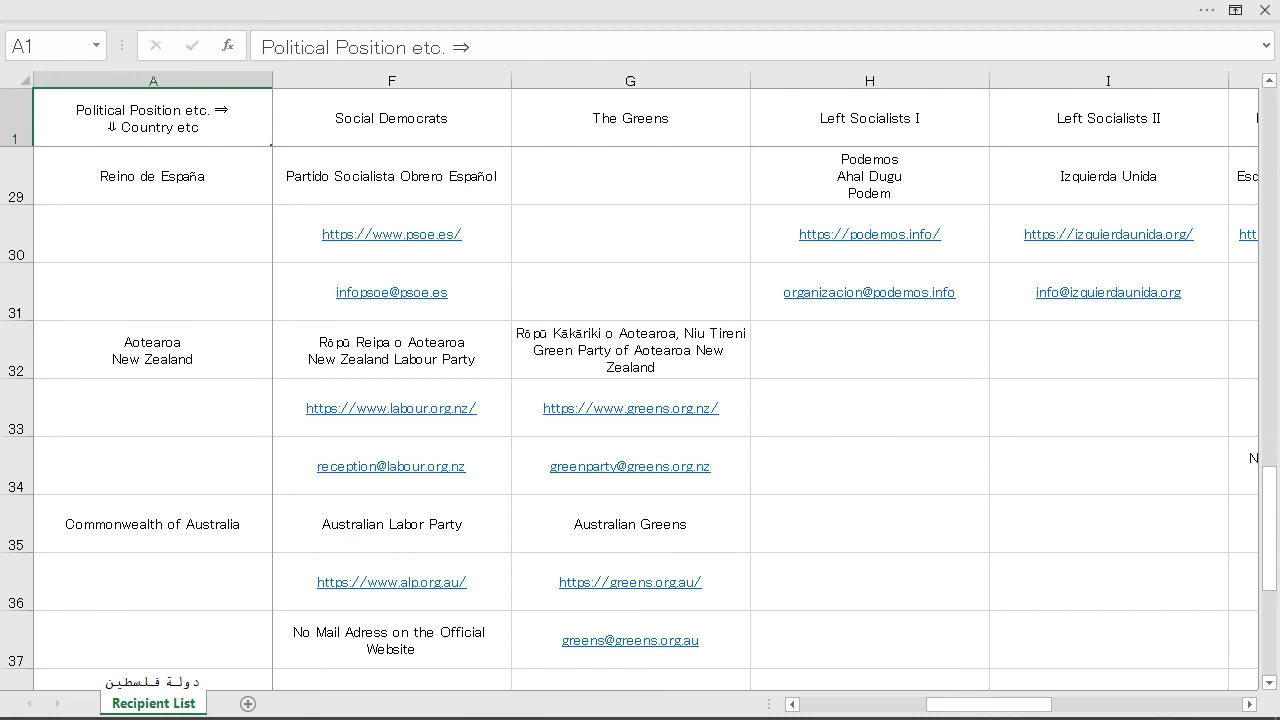 A1
Political Position etc. ⇒
A
F
G
H
I
1
Political Position etc. ⇒
⇓ Country etc
Social Democrats
The Greens
Left Socialists I
Left Socialists II
29
Reino de España
Partido Socialista Obrero Español
Podemos
Ahal Dugu
Podem
Izquierda Unida
Esc
30
https://www.psoe.es/
https://podemos.info/
https://izquierdaunida.org/
htt
31
infopsoe@psoe.es
organizacion@podemos.info
info@izquierdaunida.org
32
Aotearoa
New Zealand
Rōpū Reipa o Aotearoa
New Zealand Labour Party
Rōpū Kākāriki o Aotearoa, Niu Tireni
Green Party of Aotearoa New
Zealand
33
https://www.labour.org.nz/
https://www.greens.org.nz/
34
reception@labour.org.nz
greenparty@greens.org.nz
N
35
Commonwealth of Australia
Australian Labor Party
Australian Greens
36
https://www.alp.org.au/
https://greens.org.au/
37
No Mail Adress on the Official
Website
greens@greens.org.au
دولة فلسطين
Recipient List